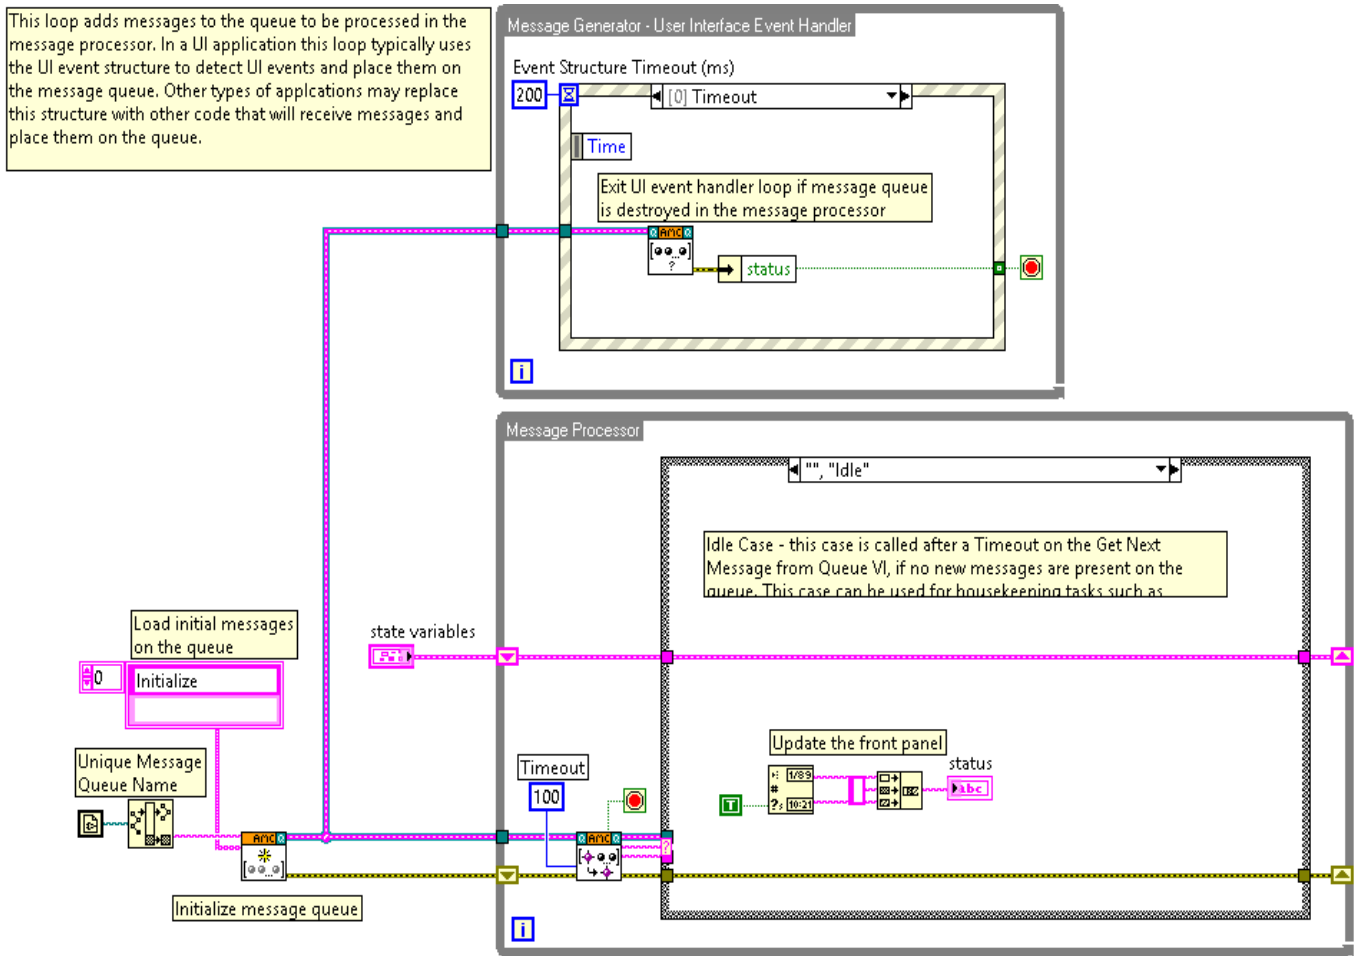 This loop adds messages to the queue to be processed in the
message processor. In a UI application this loop typically uses
the UI event structure to detect UI events and place them on
the message queue. Other types of applcations may replace
this structure with other code that will receive messages and
place them on the queue.
Message Generator - User Interface Event Handler
Event Structure Timeout (ms)
200
[0] Timeout
Time
Exit UI event handler loop if message queue
is destroyed in the message processor
AMC
?
status
i
Message Processor
"", "Idle"
Idle Case - this case is called after a Timeout on the Get Next
Message from Queue VI, if no new messages are present on the
queue. This case can be used for housekeeping tasks such as
Load initial messages
on the queue
state variables
0
Initialize
Unique Message
Queue Name
Timeout
100
Update the front panel
status
T
1/89
#
?
10:21
abc
AMC
AMC
?
Initialize message queue
i